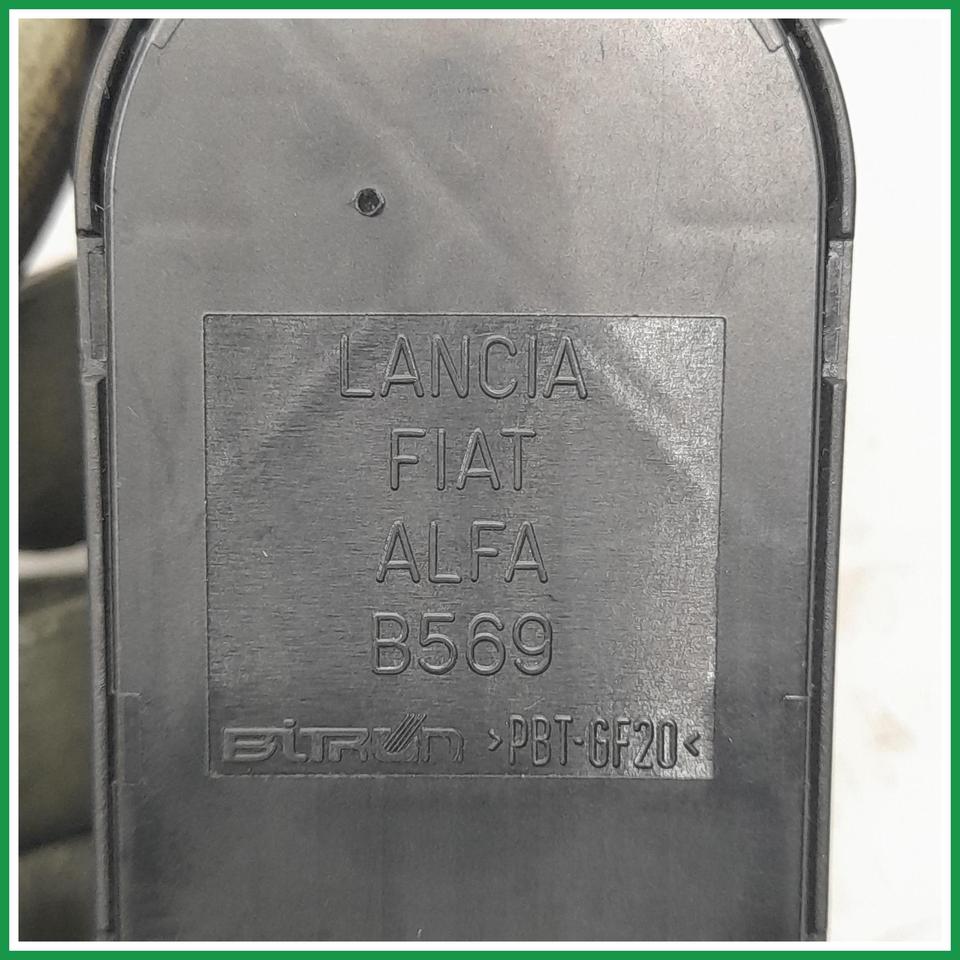 LANCIA
FIAT
ALFA
B569
BiTRon >PBT-GF20<